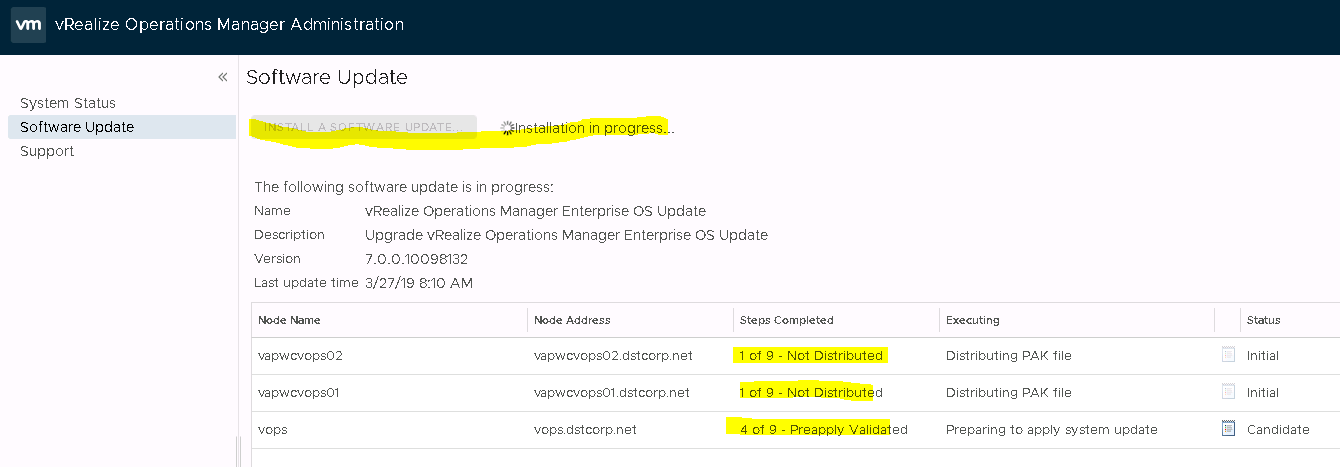 vm vRealize Operations Manager Administration
«
Software Update
System Status
Software Update
Support
INSTALL A SOFTWARE UPDATE...
Installation in progress...
The following software update is in progress:
Name vRealize Operations Manager Enterprise OS Update
Description Upgrade vRealize Operations Manager Enterprise OS Update
Version 7.0.0.10098132
Last update time 3/27/19 8:10 AM
Node Name Node Address Steps Completed Executing Status
vapwcvops02 vapwcvops02.dstcorp.net 1 of 9 - Not Distributed Distributing PAK file Initial
vapwcvops01 vapwcvops01.dstcorp.net 1 of 9 - Not Distributed Distributing PAK file Initial
vops vops.dstcorp.net 4 of 9 - Preapply Validated Preparing to apply system update Candidate